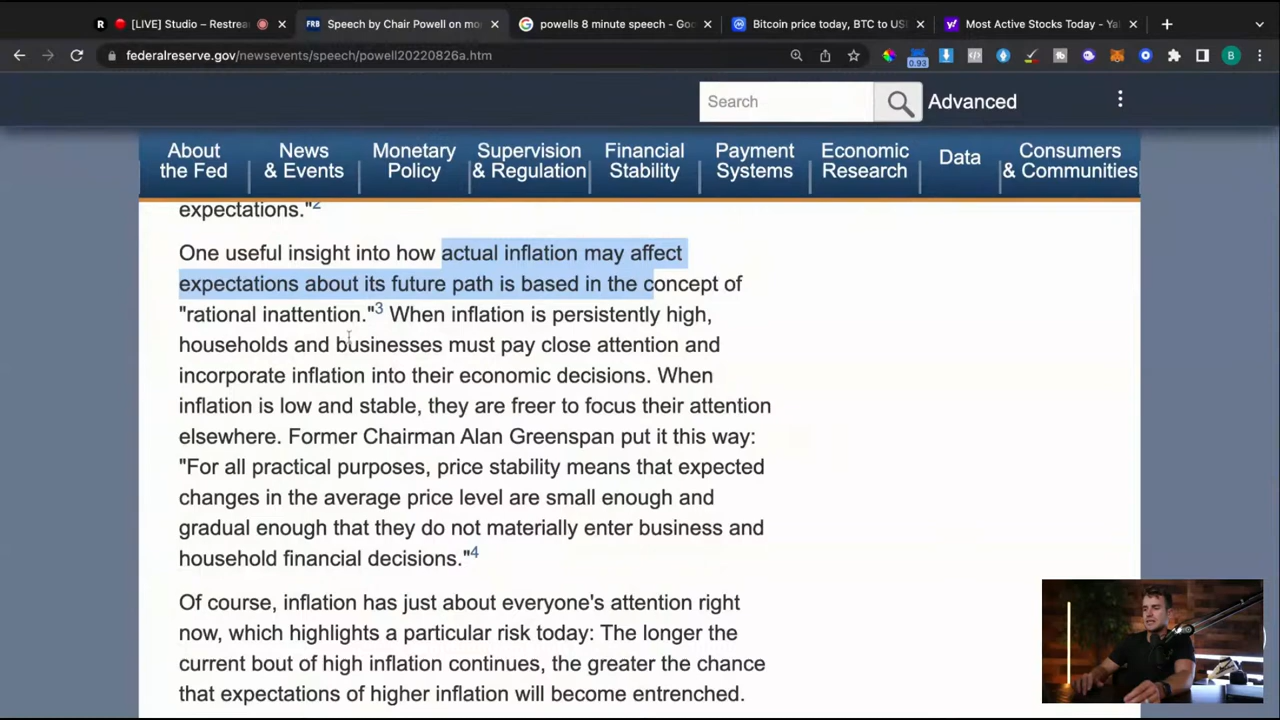 [LIVE] Studio – Restrea
Speech by Chair Powell on mo
powells 8 minute speech - Goo
Bitcoin price today, BTC to US
Most Active Stocks Today - Ya
federalreserve.gov/newsevents/speech/powell20220826a.htm
0.93
B
Search
Advanced
About the Fed
News & Events
Monetary Policy
Supervision & Regulation
Financial Stability
Payment Systems
Economic Research
Data
Consumers & Communities
expectations."2
One useful insight into how actual inflation may affect
expectations about its future path is based in the concept of
"rational inattention."3 When inflation is persistently high,
households and businesses must pay close attention and
incorporate inflation into their economic decisions. When
inflation is low and stable, they are freer to focus their attention
elsewhere. Former Chairman Alan Greenspan put it this way:
"For all practical purposes, price stability means that expected
changes in the average price level are small enough and
gradual enough that they do not materially enter business and
household financial decisions."4
Of course, inflation has just about everyone's attention right
now, which highlights a particular risk today: The longer the
current bout of high inflation continues, the greater the chance
that expectations of higher inflation will become entrenched.